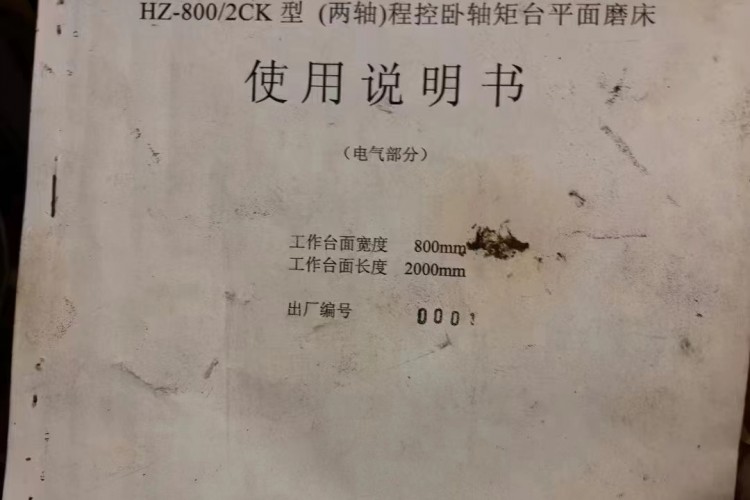 HZ-800/2CK 型 (两轴)程控卧轴矩台平面磨床
使用说明书
（电气部分）
工作台面宽度 800mm
工作台面长度 2000mm
出厂编号 0001